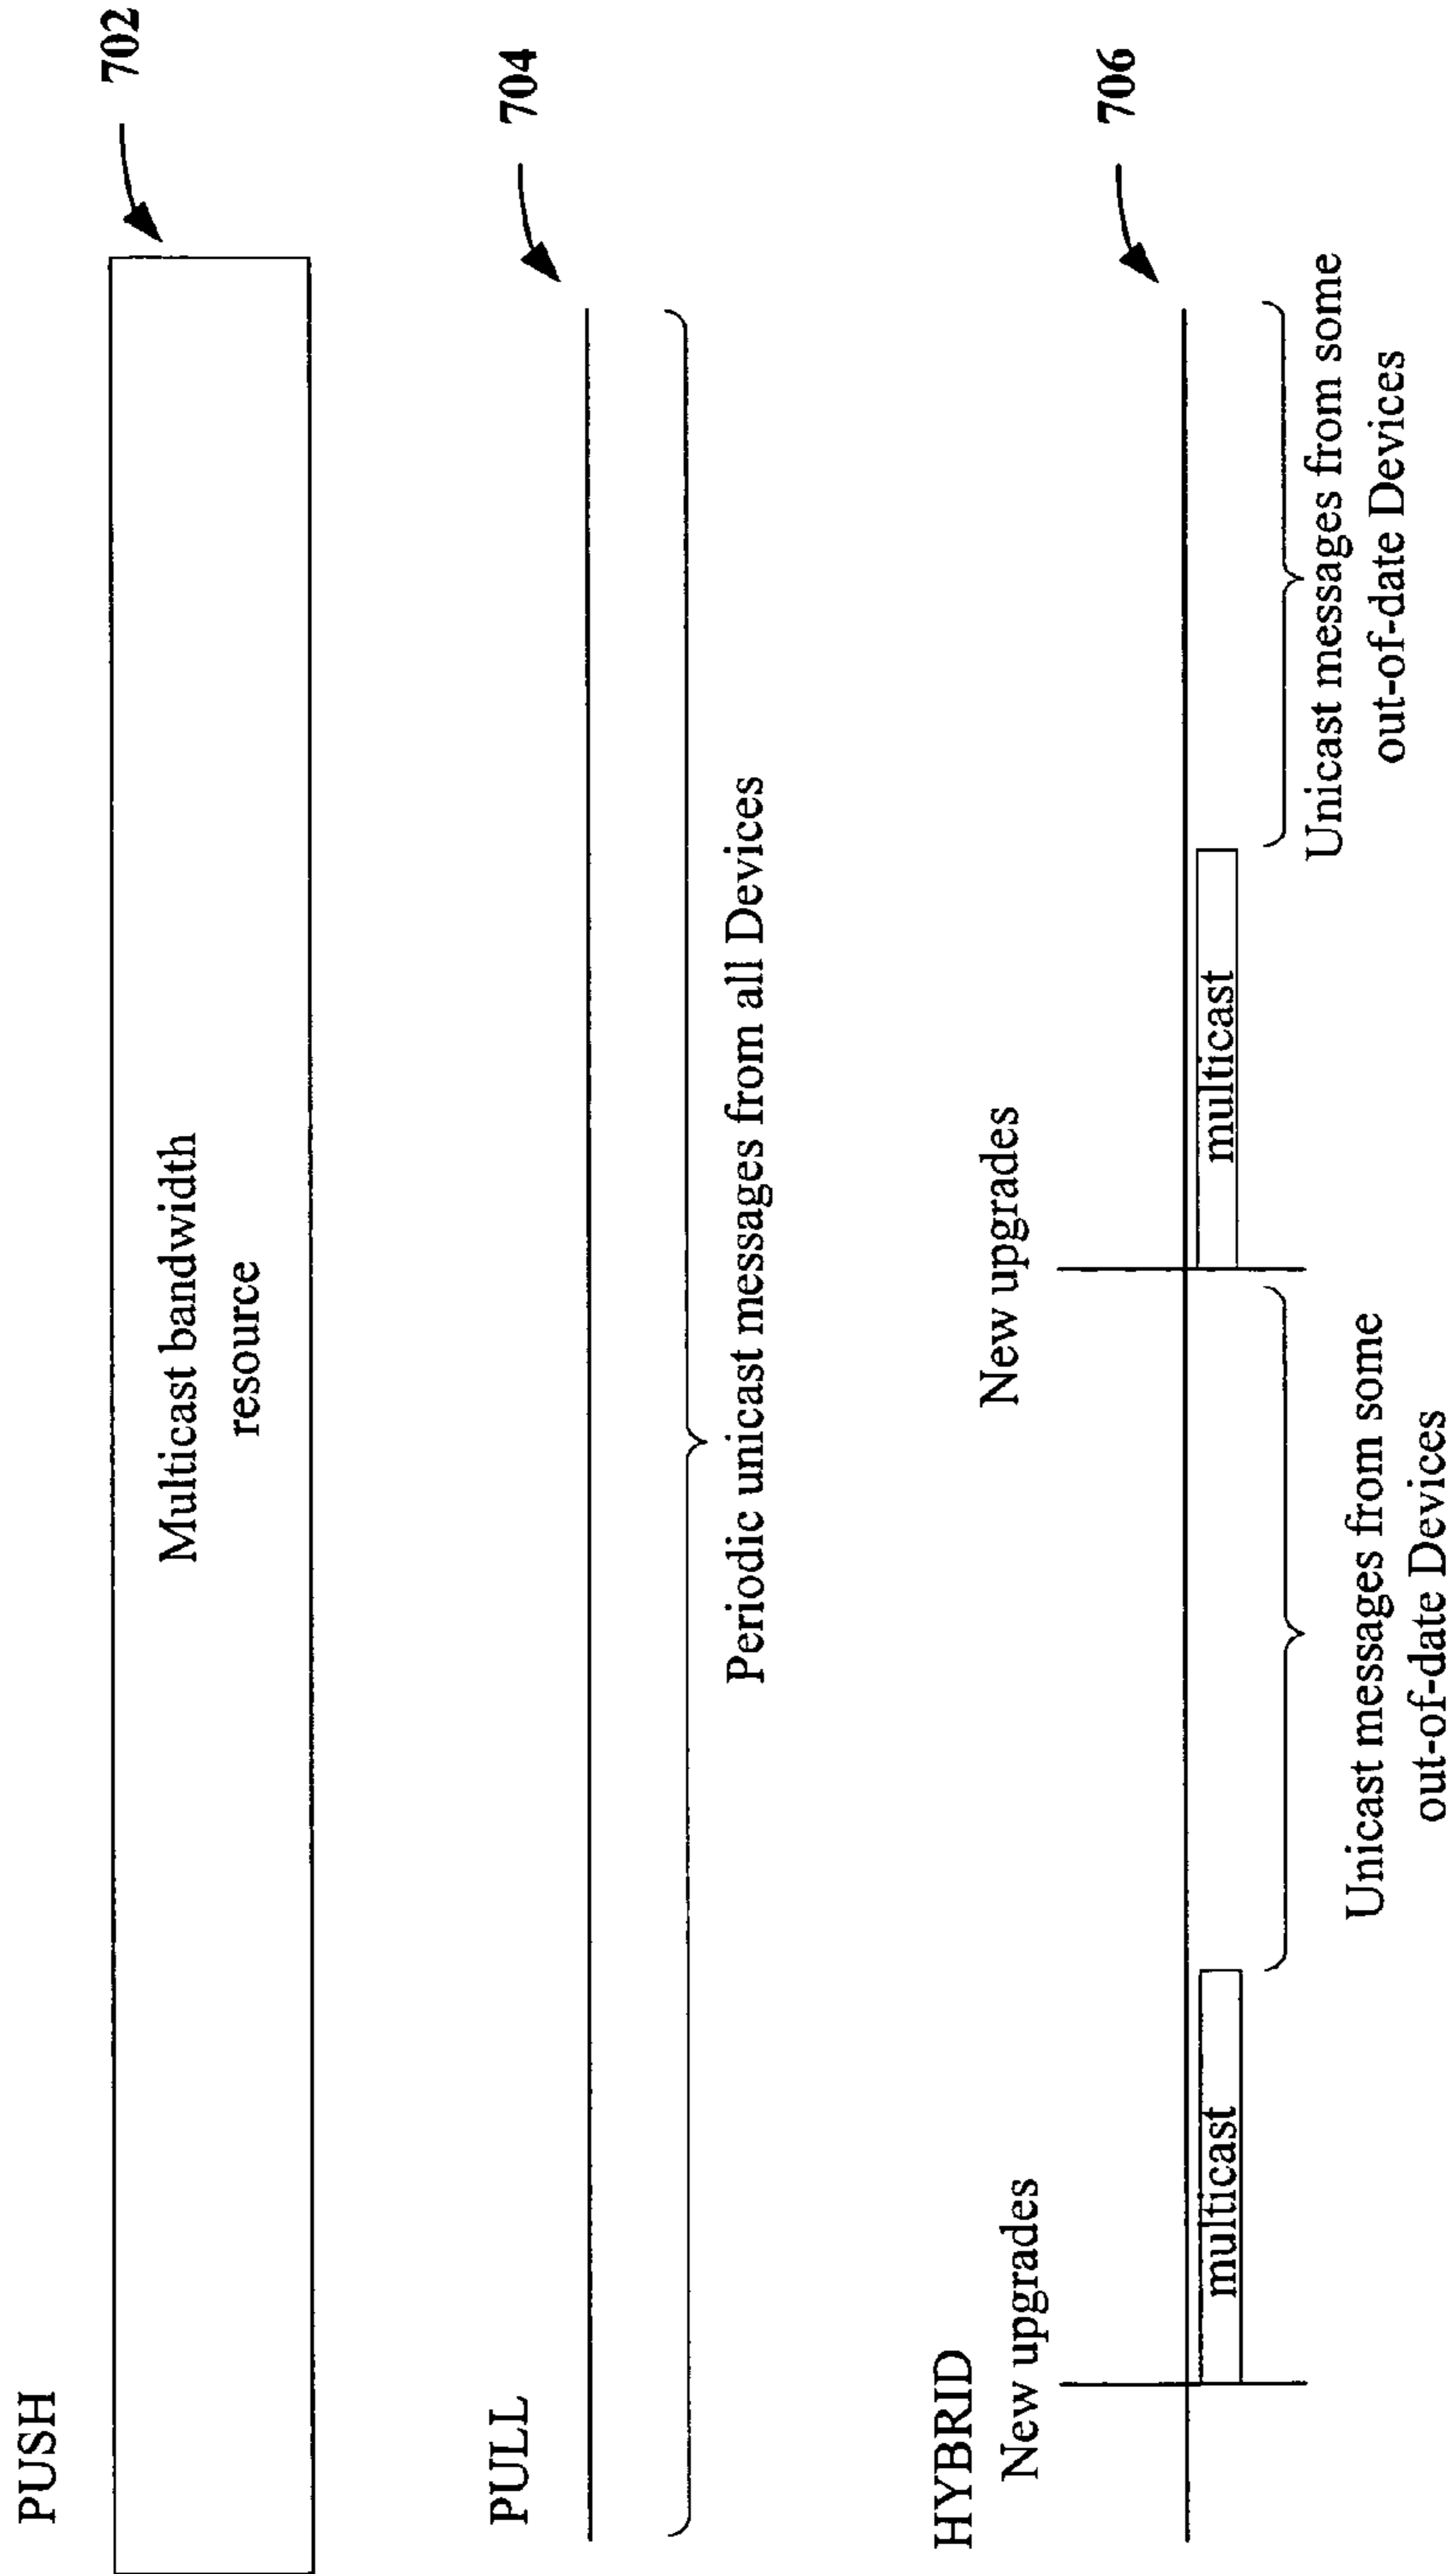 PUSH
702
Multicast bandwidth
resource
PULL
704
Periodic unicast messages from all Devices
HYBRID
706
New upgrades
New upgrades
multicast
multicast
Unicast messages from some
out-of-date Devices
Unicast messages from some
out-of-date Devices